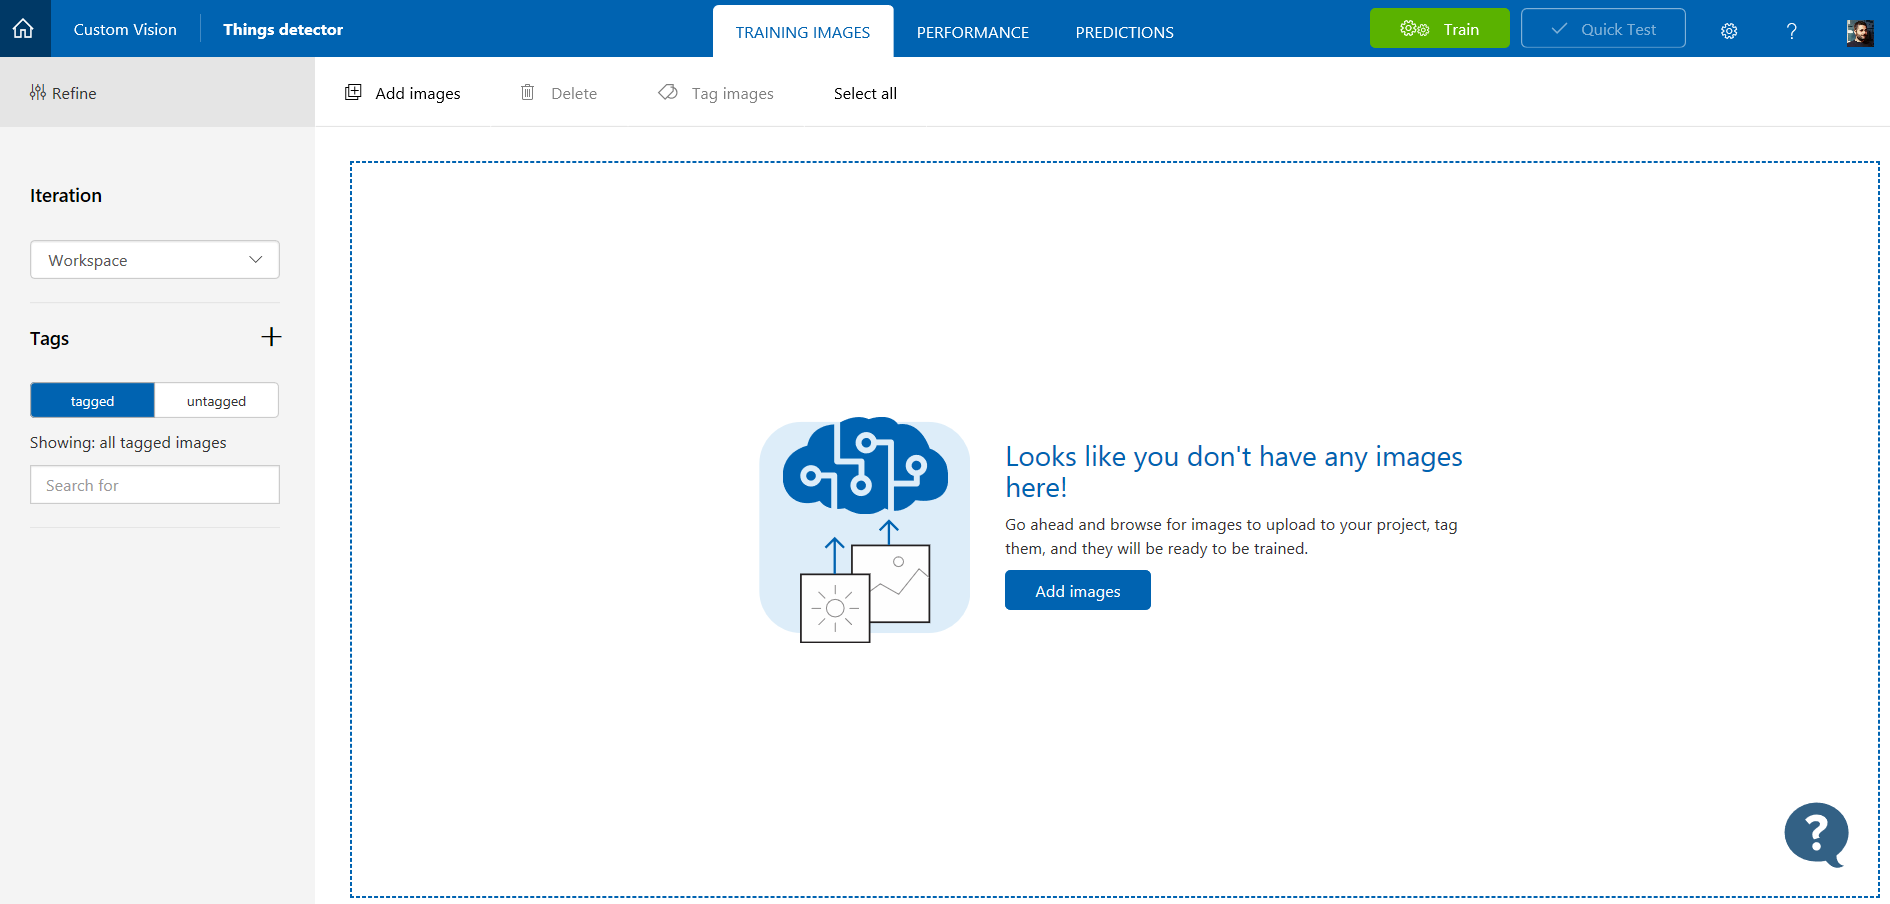 Custom Vision
Things detector
TRAINING IMAGES
PERFORMANCE
PREDICTIONS
Train
Quick Test
?
Refine
Add images
Delete
Tag images
Select all
Iteration
Workspace
Tags
tagged
untagged
Showing: all tagged images
Search for
Looks like you don't have any images
here!
Go ahead and browse for images to upload to your project, tag
them, and they will be ready to be trained.
Add images
?